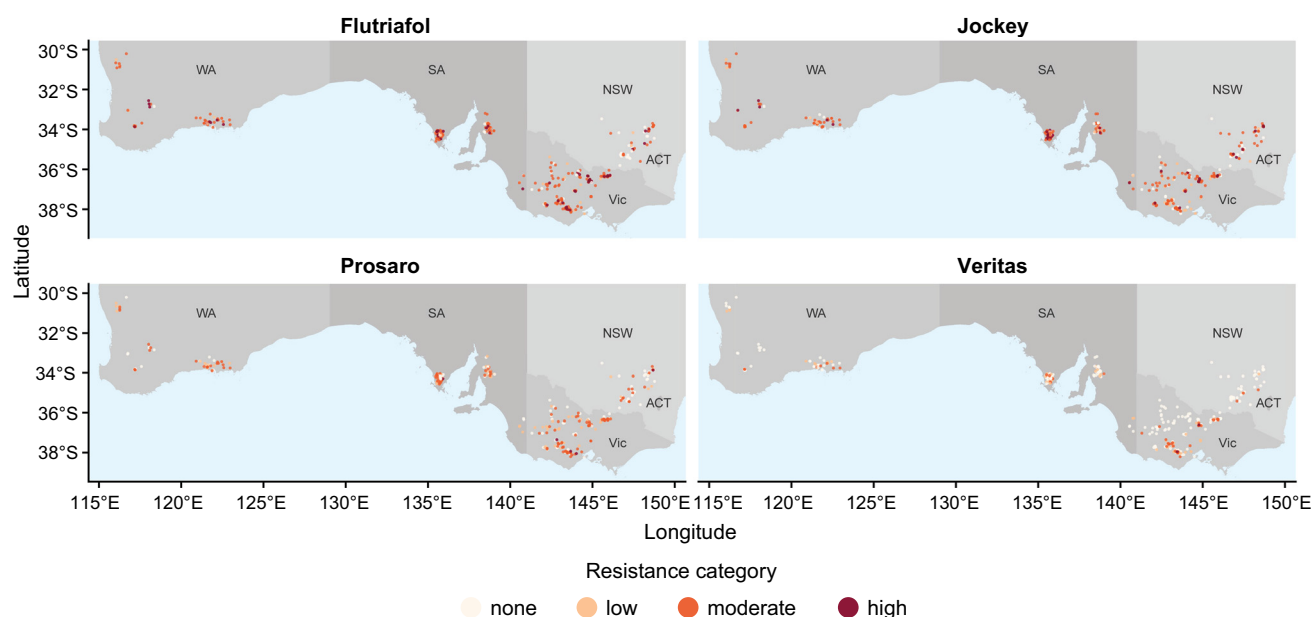 Flutriafol
Jockey
30°S
32°S
34°S
36°S
38°S
WA
SA
NSW
ACT
Vic
WA
SA
NSW
ACT
Vic
Latitude
Prosaro
Veritas
30°S
32°S
34°S
36°S
38°S
WA
SA
NSW
ACT
Vic
WA
SA
NSW
ACT
Vic
115°E 120°E 125°E 130°E 135°E 140°E 145°E 150°E
115°E 120°E 125°E 130°E 135°E 140°E 145°E 150°E
Longitude
Resistance category
none low moderate high